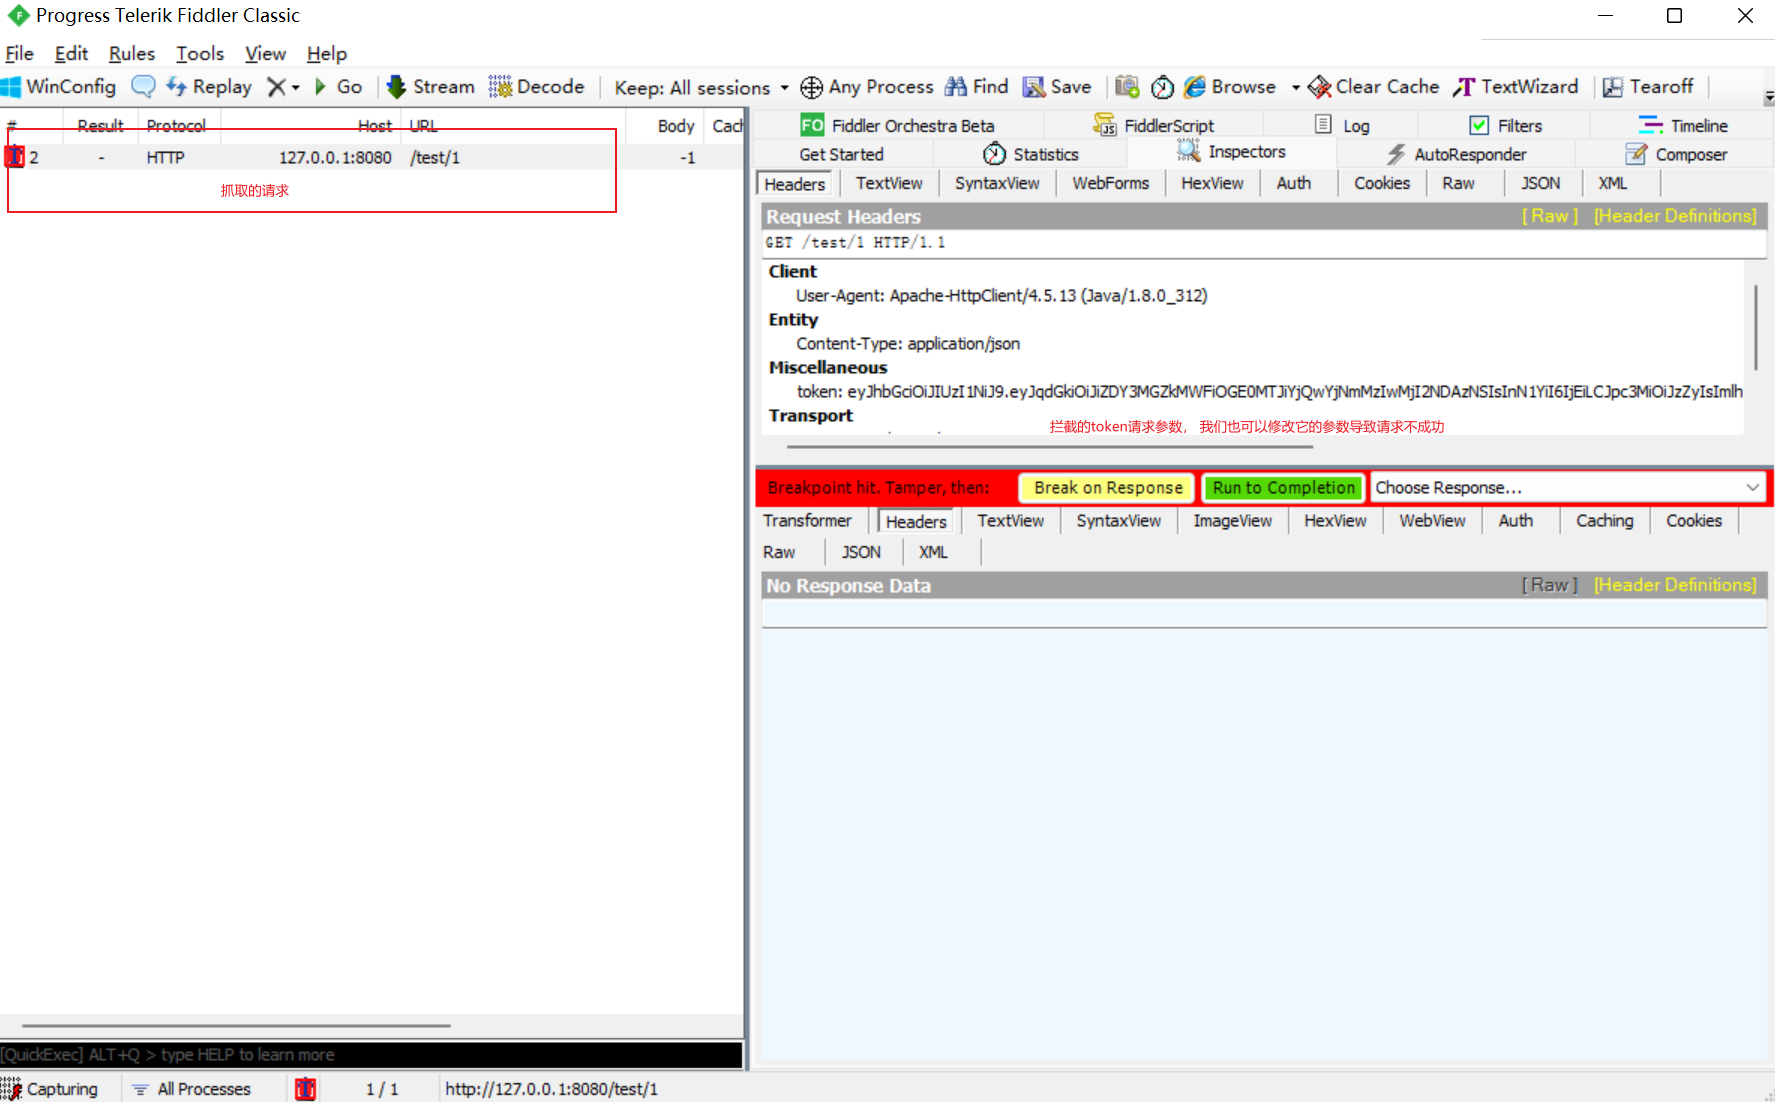 Progress Telerik Fiddler Classic
File Edit Rules Tools View Help
WinConfig Replay Go Stream Decode Keep: All sessions Any Process Find Save Browse Clear Cache TextWizard Tearoff
# Result Protocol Host URL Body Cach
2 - HTTP 127.0.0.1:8080 /test/1 -1
抓取的请求
FO Fiddler Orchestra Beta FiddlerScript Log Filters Timeline
Get Started Statistics Inspectors AutoResponder Composer
Headers TextView SyntaxView WebForms HexView Auth Cookies Raw JSON XML
Request Headers [ Raw ] [Header Definitions]
GET /test/1 HTTP/1.1
Client
User-Agent: Apache-HttpClient/4.5.13 (Java/1.8.0_312)
Entity
Content-Type: application/json
Miscellaneous
token: eyJhbGciOiJIUzI1NiJ9.eyJqdGkiOiJiZDY3MGZkMWFiOGE0MTJiYjQwYjNmMzIwMjI2NDAzNSIsInN1YiI6IjEiLCJpc3MiOiJzZyIsImlh
Transport
拦截的token请求参数， 我们也可以修改它的参数导致请求不成功
Breakpoint hit. Tamper, then: Break on Response Run to Completion Choose Response...
Transformer Headers TextView SyntaxView ImageView HexView WebView Auth Caching Cookies
Raw JSON XML
No Response Data [ Raw ] [Header Definitions]
[QuickExec] ALT+Q > type HELP to learn more
Capturing All Processes 1 / 1 http://127.0.0.1:8080/test/1